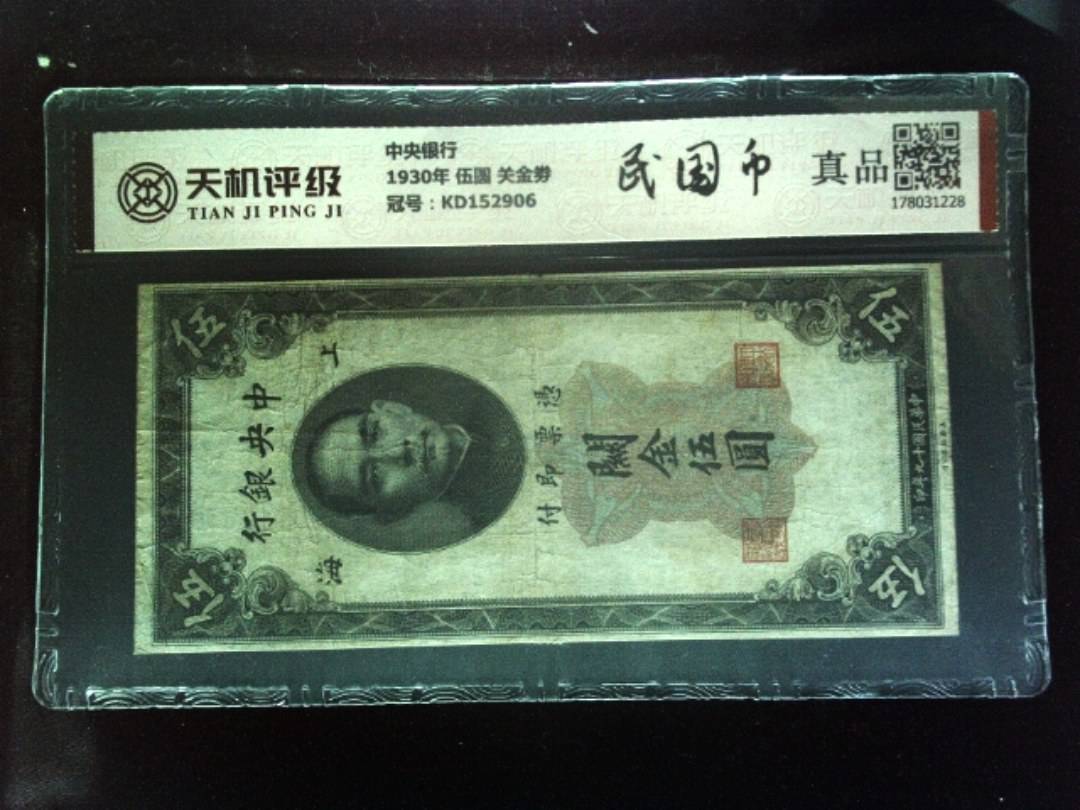 天机评级
TIAN JI PING JI
中央银行
1930年 伍圆 关金券
冠号：KD152906
民国币
真品
178031228
伍
伍
中央銀行
上
海
憑票即付
關金伍圓
伍
伍